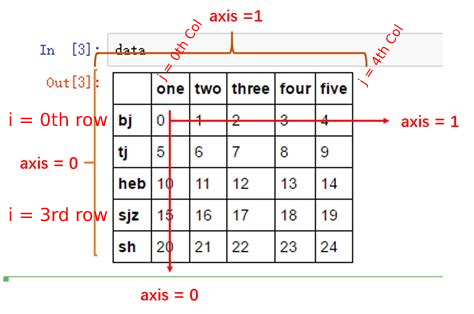 axis =1
In [3]: data
j = 0th Col
j = 4th Col
Out[3]:
one two three four five
i = 0th row bj 0 1 2 3 4
axis = 1
tj 5 6 7 8 9
axis = 0
heb 10 11 12 13 14
i = 3rd row sjz 15 16 17 18 19
sh 20 21 22 23 24
axis = 0